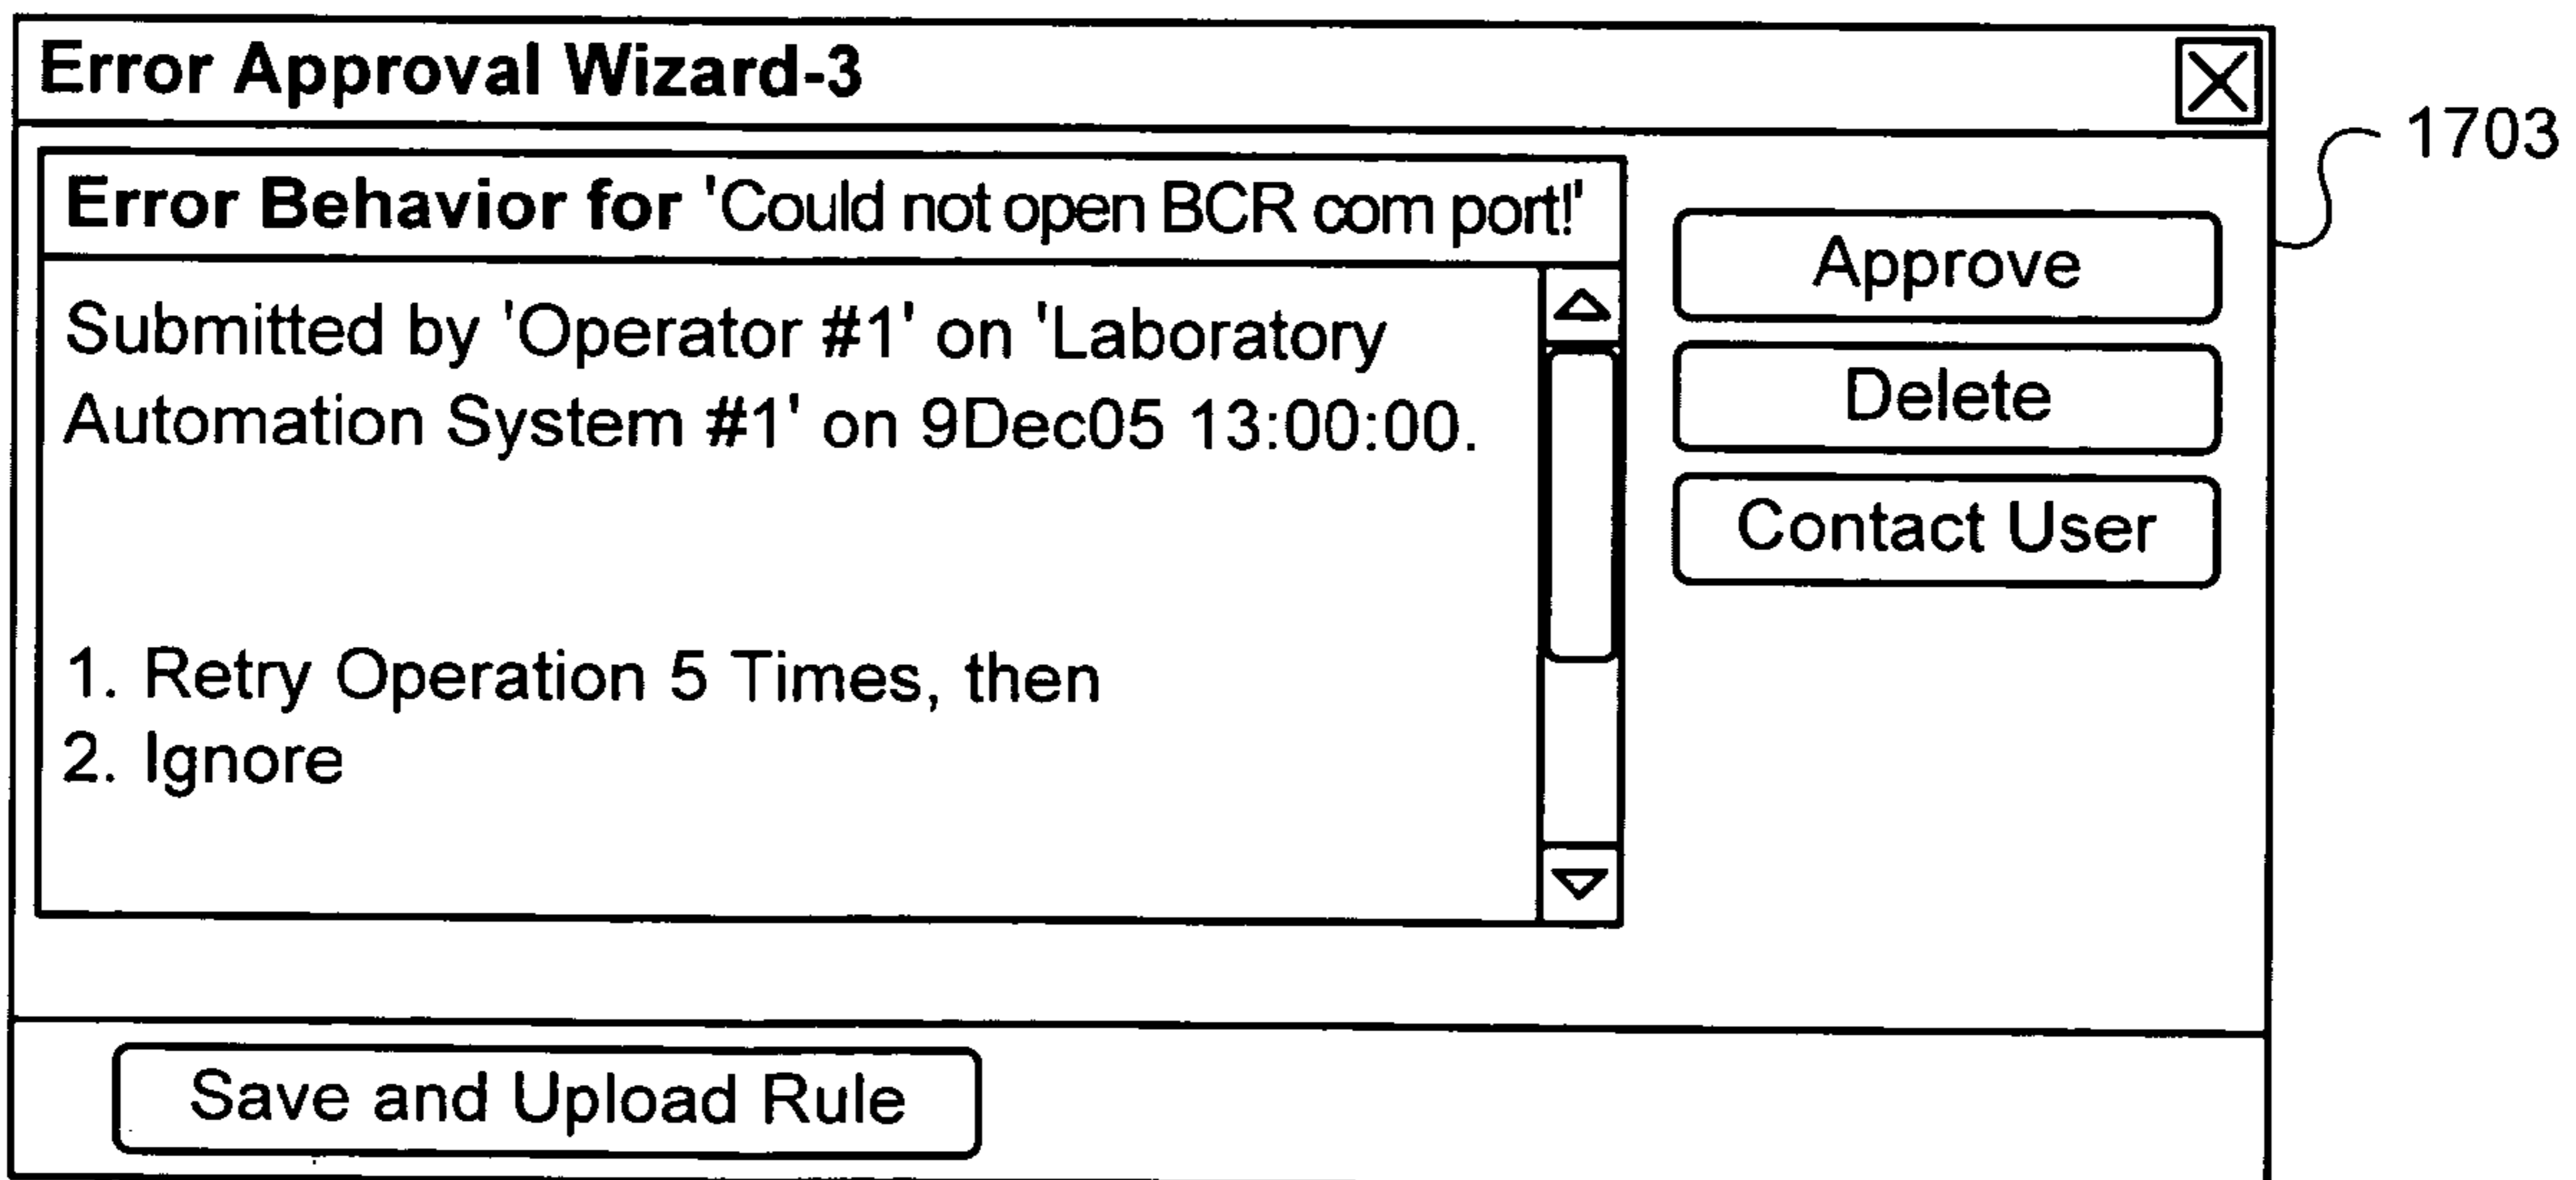 Error Approval Wizard-3
1703
Error Behavior for 'Could not open BCR com port!'
Submitted by 'Operator #1' on 'Laboratory
Automation System #1' on 9Dec05 13:00:00.
1. Retry Operation 5 Times, then
2. Ignore
Approve
Delete
Contact User
Save and Upload Rule